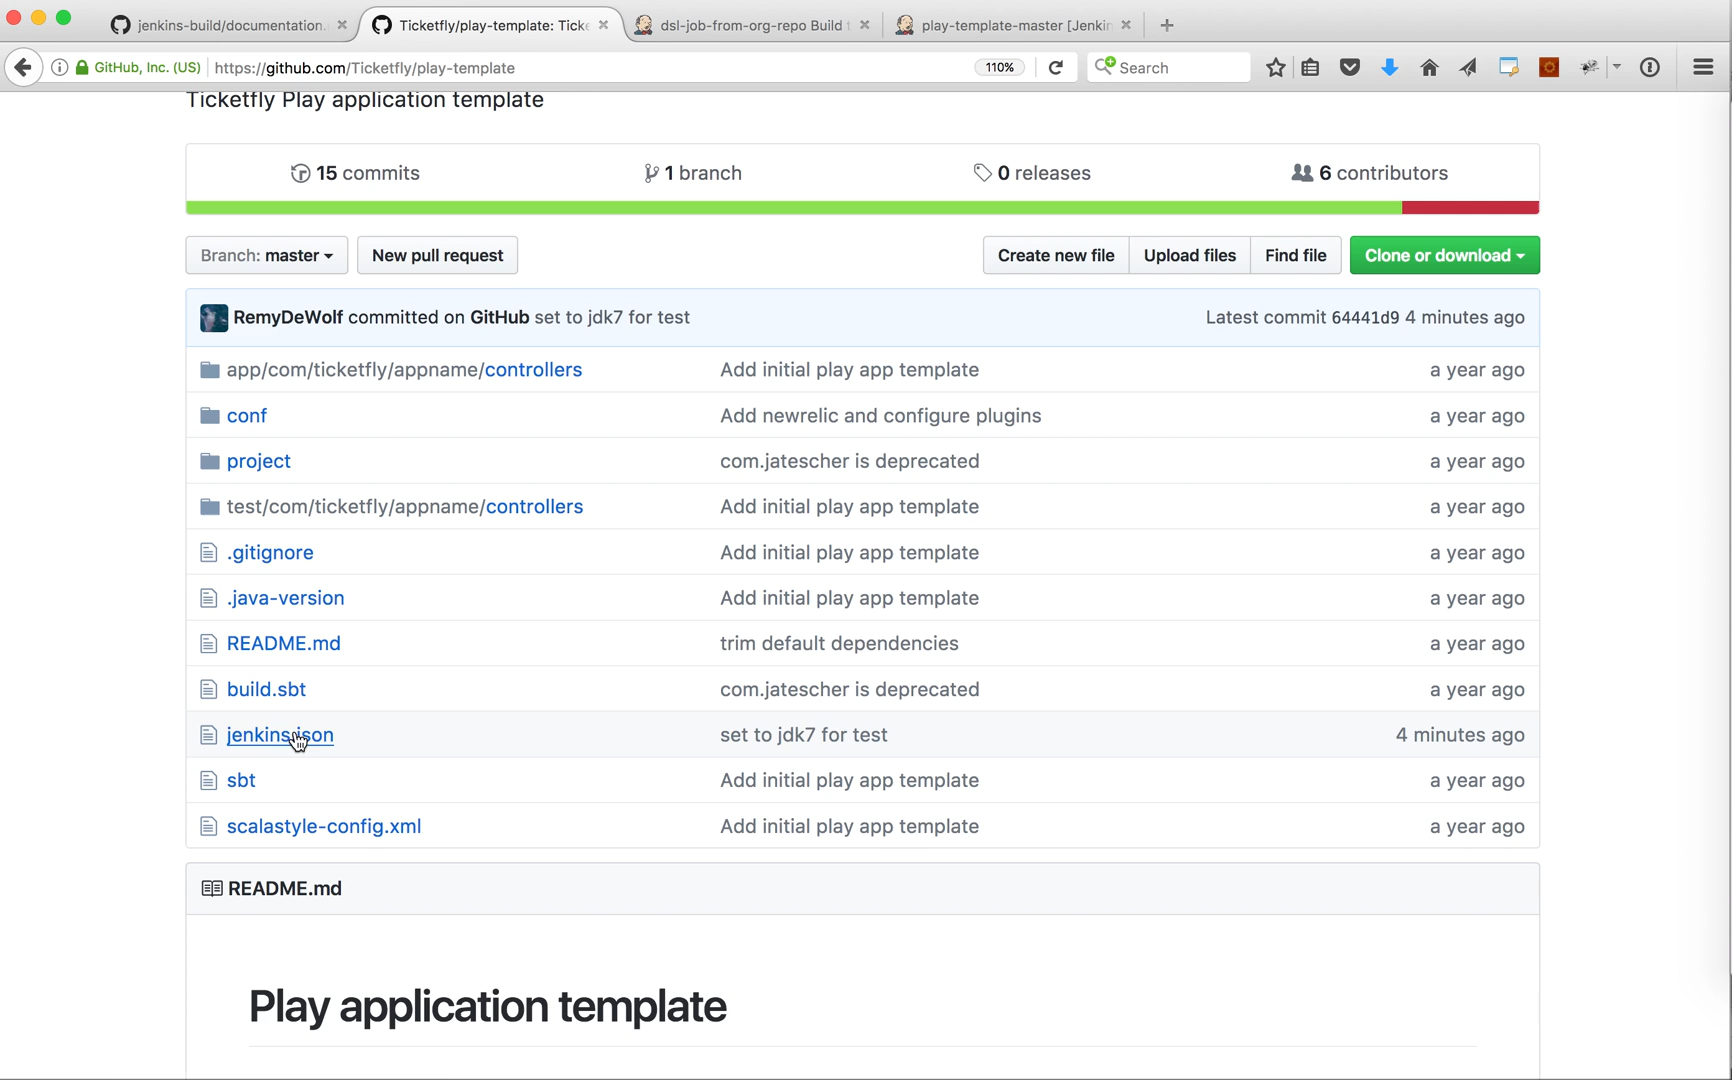 jenkins-build/documentation.
Ticketfly/play-template: Ticke
dsl-job-from-org-repo Build t
play-template-master [Jenkin
GitHub, Inc. (US)
https://github.com/Ticketfly/play-template
110%
Search
Ticketfly Play application template
15 commits
1 branch
0 releases
6 contributors
Branch: master
New pull request
Create new file
Upload files
Find file
Clone or download
RemyDeWolf committed on GitHub set to jdk7 for test
Latest commit 64441d9 4 minutes ago
app/com/ticketfly/appname/controllers Add initial play app template a year ago
conf Add newrelic and configure plugins a year ago
project com.jatescher is deprecated a year ago
test/com/ticketfly/appname/controllers Add initial play app template a year ago
.gitignore Add initial play app template a year ago
.java-version Add initial play app template a year ago
README.md trim default dependencies a year ago
build.sbt com.jatescher is deprecated a year ago
jenkins.json set to jdk7 for test 4 minutes ago
sbt Add initial play app template a year ago
scalastyle-config.xml Add initial play app template a year ago
README.md
Play application template